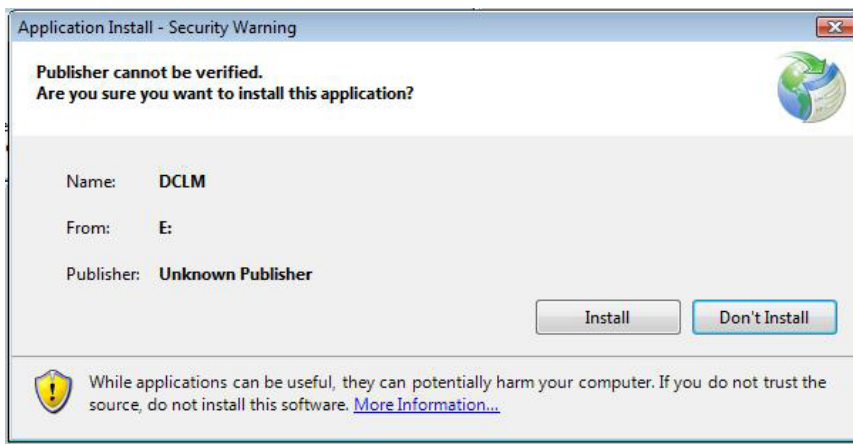 Application Install - Security Warning
Publisher cannot be verified.
Are you sure you want to install this application?
Name: DCLM
From: E:
Publisher: Unknown Publisher
Install Don't Install
While applications can be useful, they can potentially harm your computer. If you do not trust the
source, do not install this software. More Information...